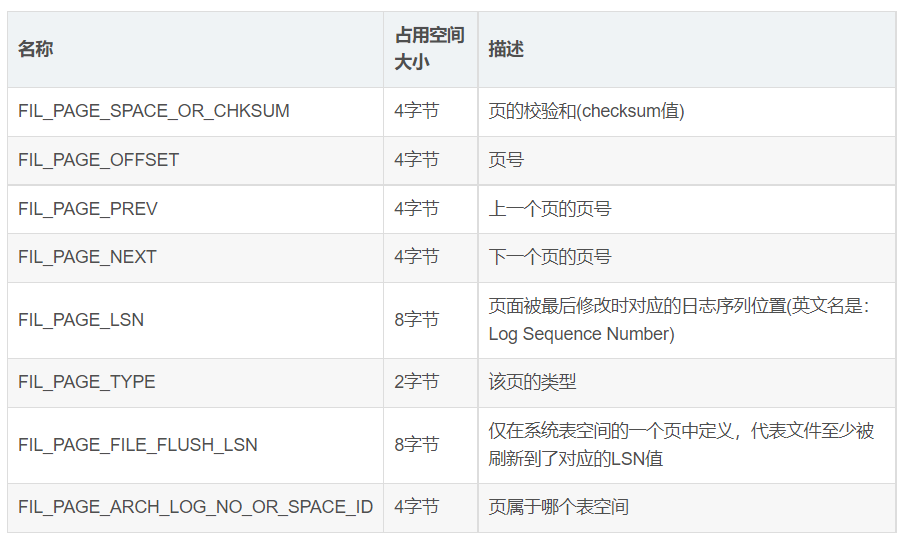 名称 占用空间大小 描述
FIL_PAGE_SPACE_OR_CHKSUM 4字节 页的校验和(checksum值)
FIL_PAGE_OFFSET 4字节 页号
FIL_PAGE_PREV 4字节 上一个页的页号
FIL_PAGE_NEXT 4字节 下一个页的页号
FIL_PAGE_LSN 8字节 页面被最后修改时对应的日志序列位置(英文名是：
Log Sequence Number)
FIL_PAGE_TYPE 2字节 该页的类型
FIL_PAGE_FILE_FLUSH_LSN 8字节 仅在系统表空间的一个页中定义，代表文件至少被
刷新到了对应的LSN值
FIL_PAGE_ARCH_LOG_NO_OR_SPACE_ID 4字节 页属于哪个表空间